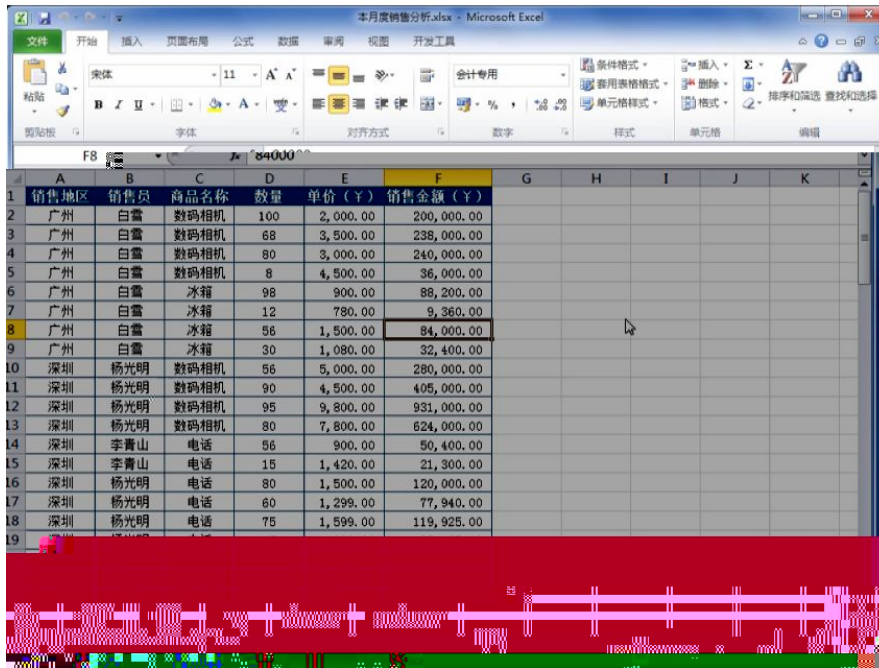 本月度销售分析.xlsx - Microsoft Excel
文件 开始 插入 页面布局 公式 数据 审阅 视图 开发工具
宋体 11 A A 会计专用 条件格式 插入 Σ
粘贴 B I U A 套用表格格式 删除 排序和筛选 查找和选择
% , 单元格样式 格式
剪贴板 字体 对齐方式 数字 样式 单元格 编辑
F8 fx
A B C D E F G H I J K
1 销售地区 销售员 商品名称 数量 单价(¥) 销售金额(¥)
2 广州 白雪 数码相机 100 2,000.00 200,000.00
3 广州 白雪 数码相机 68 3,500.00 238,000.00
4 广州 白雪 数码相机 80 3,000.00 240,000.00
5 广州 白雪 数码相机 8 4,500.00 36,000.00
6 广州 白雪 冰箱 98 900.00 88,200.00
7 广州 白雪 冰箱 12 780.00 9,360.00
8 广州 白雪 冰箱 56 1,500.00 84,000.00
9 广州 白雪 冰箱 30 1,080.00 32,400.00
10 深圳 杨光明 数码相机 56 5,000.00 280,000.00
11 深圳 杨光明 数码相机 90 4,500.00 405,000.00
12 深圳 杨光明 数码相机 95 9,800.00 931,000.00
13 深圳 杨光明 数码相机 80 7,800.00 624,000.00
14 深圳 李青山 电话 56 900.00 50,400.00
15 深圳 李青山 电话 15 1,420.00 21,300.00
16 深圳 杨光明 电话 80 1,500.00 120,000.00
17 深圳 杨光明 电话 60 1,299.00 77,940.00
18 深圳 杨光明 电话 75 1,599.00 119,925.00
19